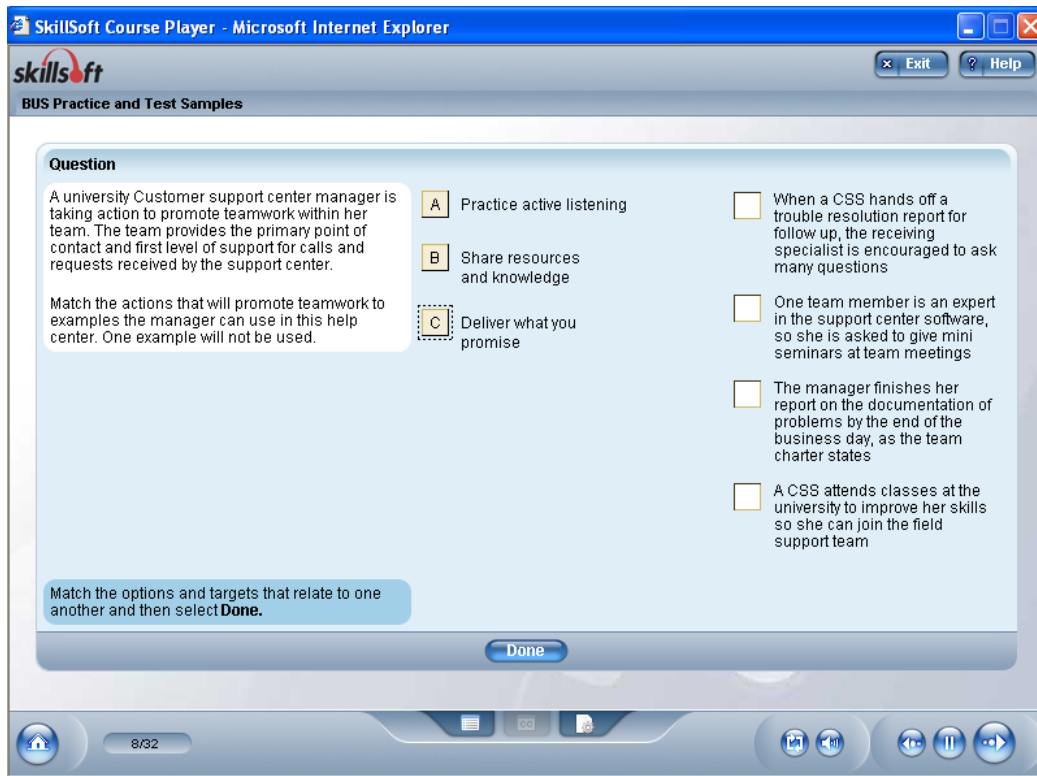 SkillSoft Course Player - Microsoft Internet Explorer
skillsoft
Exit
Help
BUS Practice and Test Samples
Question
A university Customer support center manager is
taking action to promote teamwork within her
team. The team provides the primary point of
contact and first level of support for calls and
requests received by the support center.
Match the actions that will promote teamwork to
examples the manager can use in this help
center. One example will not be used.
A Practice active listening
B Share resources
and knowledge
C Deliver what you
promise
When a CSS hands off a
trouble resolution report for
follow up, the receiving
specialist is encouraged to ask
many questions
One team member is an expert
in the support center software,
so she is asked to give mini
seminars at team meetings
The manager finishes her
report on the documentation of
problems by the end of the
business day, as the team
charter states
A CSS attends classes at the
university to improve her skills
so she can join the field
support team
Match the options and targets that relate to one
another and then select Done.
Done
cc
8/32